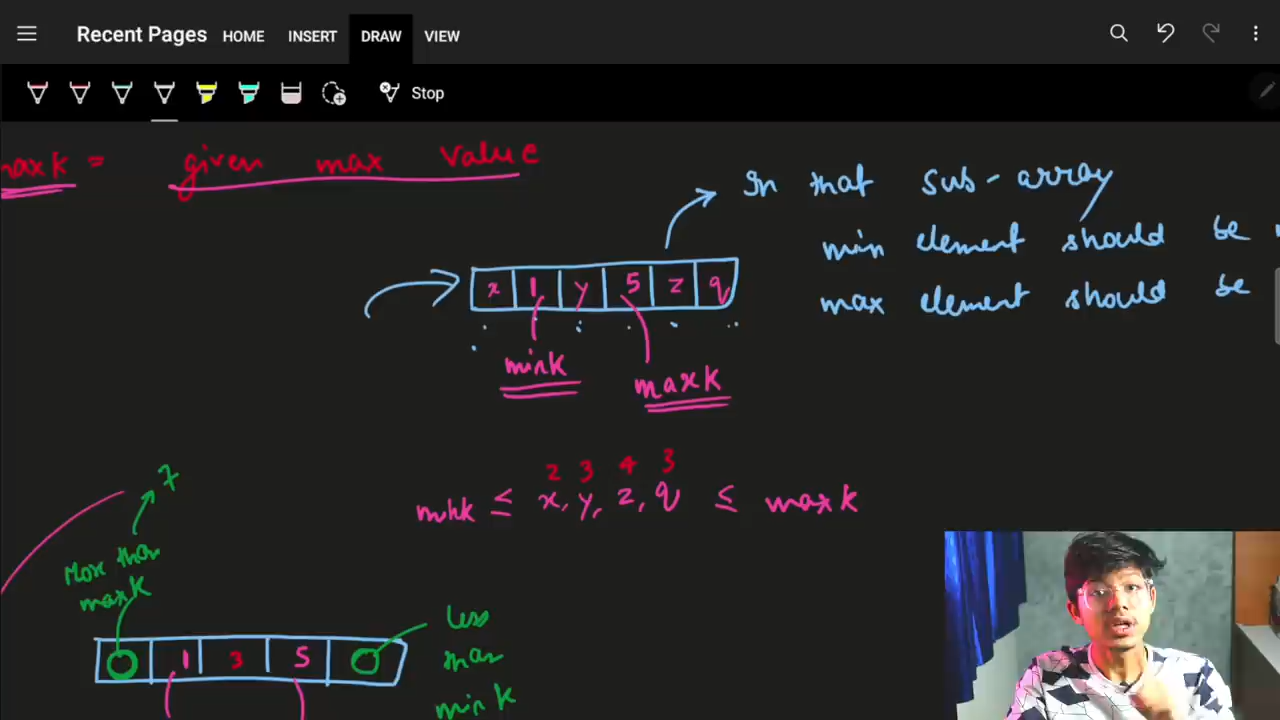 Recent Pages HOME INSERT DRAW VIEW
Stop
maxk = given max value
In that sub-array
min element should be
max element should be
x 1 y 5 z q
mink
maxk
2 3 4 3
mink ≤ x, y, z, q ≤ maxk
7
More than
maxk
less
than
mink
1 3 5